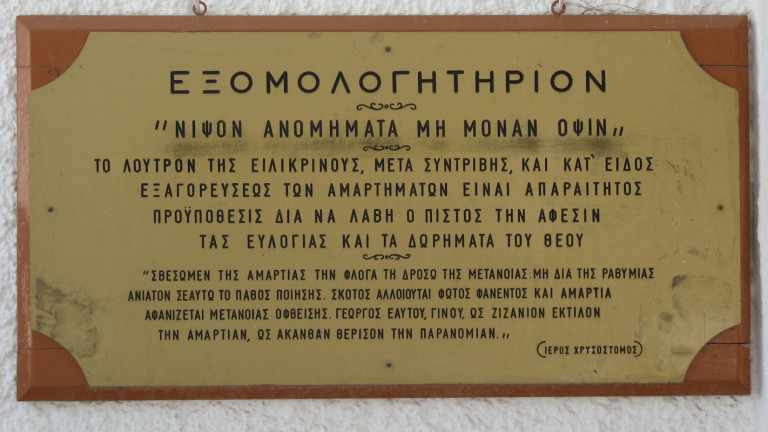 ΕΞΟΜΟΛΟΓΗΤΗΡΙΟΝ
"ΝΙΨΟΝ ΑΝΟΜΗΜΑΤΑ ΜΗ ΜΟΝΑΝ ΟΨΙΝ„
ΤΟ ΛΟΥΤΡΟΝ ΤΗΣ ΕΙΛΙΚΡΙΝΟΥΣ, ΜΕΤΑ ΣΥΝΤΡΙΒΗΣ, ΚΑΙ ΚΑΤ᾽ ΕΙΔΟΣ
ΕΞΑΓΟΡΕΥΣΕΩΣ ΤΩΝ ΑΜΑΡΤΗΜΑΤΩΝ ΕΙΝΑΙ ΑΠΑΡΑΙΤΗΤΟΣ
ΠΡΟΫΠΟΘΕΣΙΣ ΔΙΑ ΝΑ ΛΑΒΗ Ο ΠΙΣΤΟΣ ΤΗΝ ΑΦΕΣΙΝ
ΤΑΣ ΕΥΛΟΓΙΑΣ ΚΑΙ ΤΑ ΔΩΡΗΜΑΤΑ ΤΟΥ ΘΕΟΥ
"ΣΒΕΣΩΜΕΝ ΤΗΣ ΑΜΑΡΤΙΑΣ ΤΗΝ ΦΛΟΓΑ ΤΗ ΔΡΟΣΩ ΤΗΣ ΜΕΤΑΝΟΙΑΣ. ΜΗ ΔΙΑ ΤΗΣ ΡΑΘΥΜΙΑΣ
ΑΝΙΑΤΟΝ ΣΕΑΥΤΩ ΤΟ ΠΑΘΟΣ ΠΟΙΗΣΗΣ. ΣΚΟΤΟΣ ΑΛΛΟΙΟΥΤΑΙ ΦΩΤΟΣ ΦΑΝΕΝΤΟΣ ΚΑΙ ΑΜΑΡΤΙΑ
ΑΦΑΝΙΖΕΤΑΙ ΜΕΤΑΝΟΙΑΣ ΟΦΘΕΙΣΗΣ. ΓΕΩΡΓΟΣ ΕΑΥΤΟΥ, ΓΙΝΟΥ, ΩΣ ΖΙΖΑΝΙΟΝ ΕΚΤΙΛΟΝ
ΤΗΝ ΑΜΑΡΤΙΑΝ, ΩΣ ΑΚΑΝΘΑΝ ΘΕΡΙΣΟΝ ΤΗΝ ΠΑΡΑΝΟΜΙΑΝ.„
(ΙΕΡΟΣ ΧΡΥΣΟΣΤΟΜΟΣ)